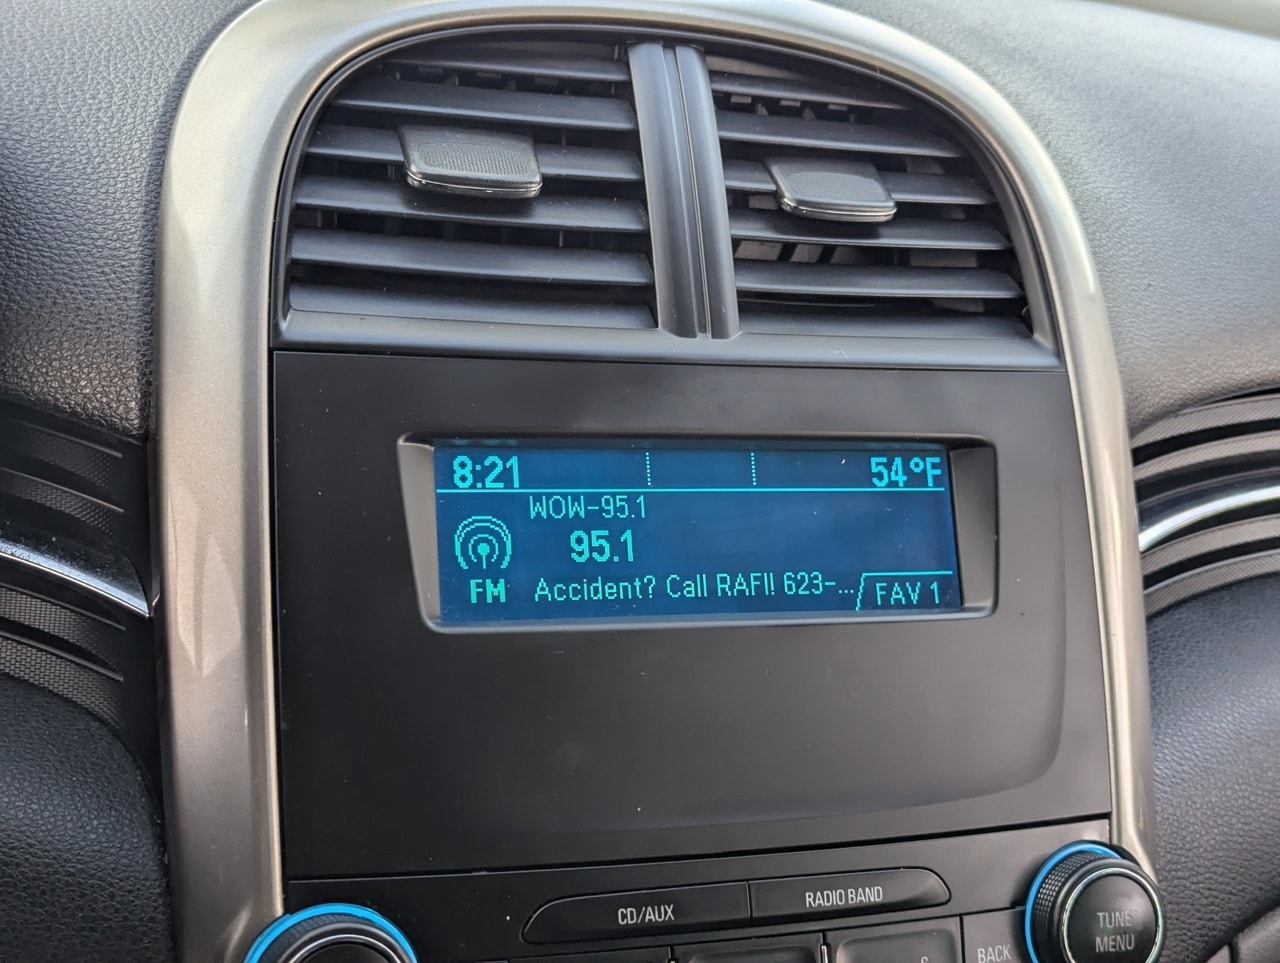 8:21 54°F
WOW-95.1
95.1
FM Accident? Call RAFI! 623-... FAV 1
CD/AUX RADIO BAND
6 BACK
TUNE
MENU